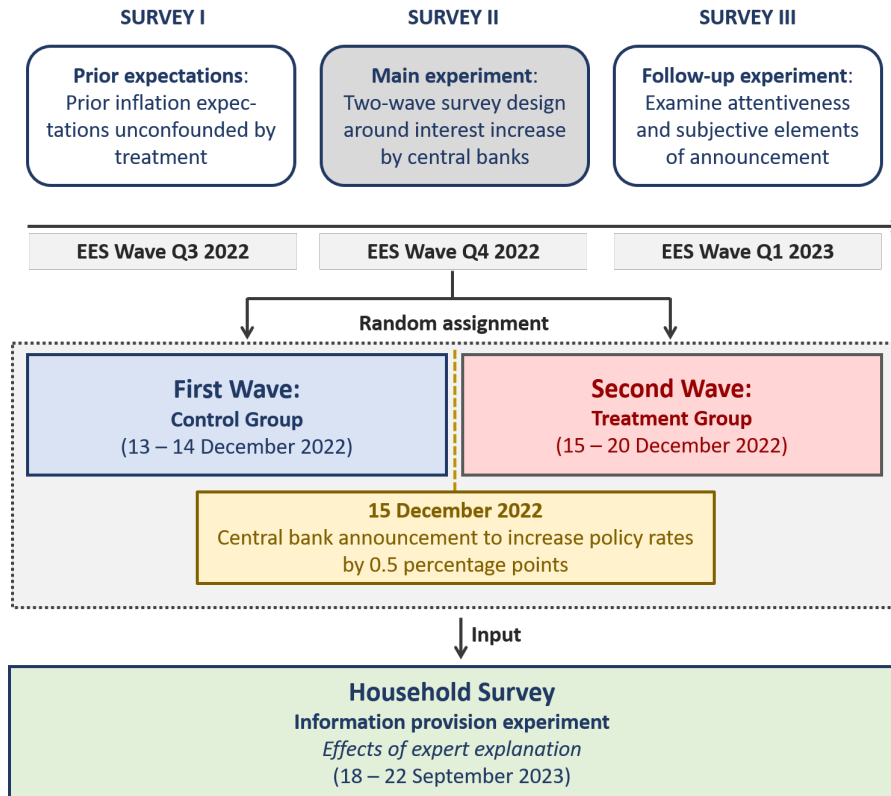 SURVEY I
SURVEY II
SURVEY III
Prior expectations:
Prior inflation expec-
tations unconfounded by
treatment
Main experiment:
Two-wave survey design
around interest increase
by central banks
Follow-up experiment:
Examine attentiveness
and subjective elements
of announcement
EES Wave Q3 2022
EES Wave Q4 2022
EES Wave Q1 2023
Random assignment
First Wave:
Control Group
(13 – 14 December 2022)
Second Wave:
Treatment Group
(15 – 20 December 2022)
15 December 2022
Central bank announcement to increase policy rates
by 0.5 percentage points
Input
Household Survey
Information provision experiment
Effects of expert explanation
(18 – 22 September 2023)